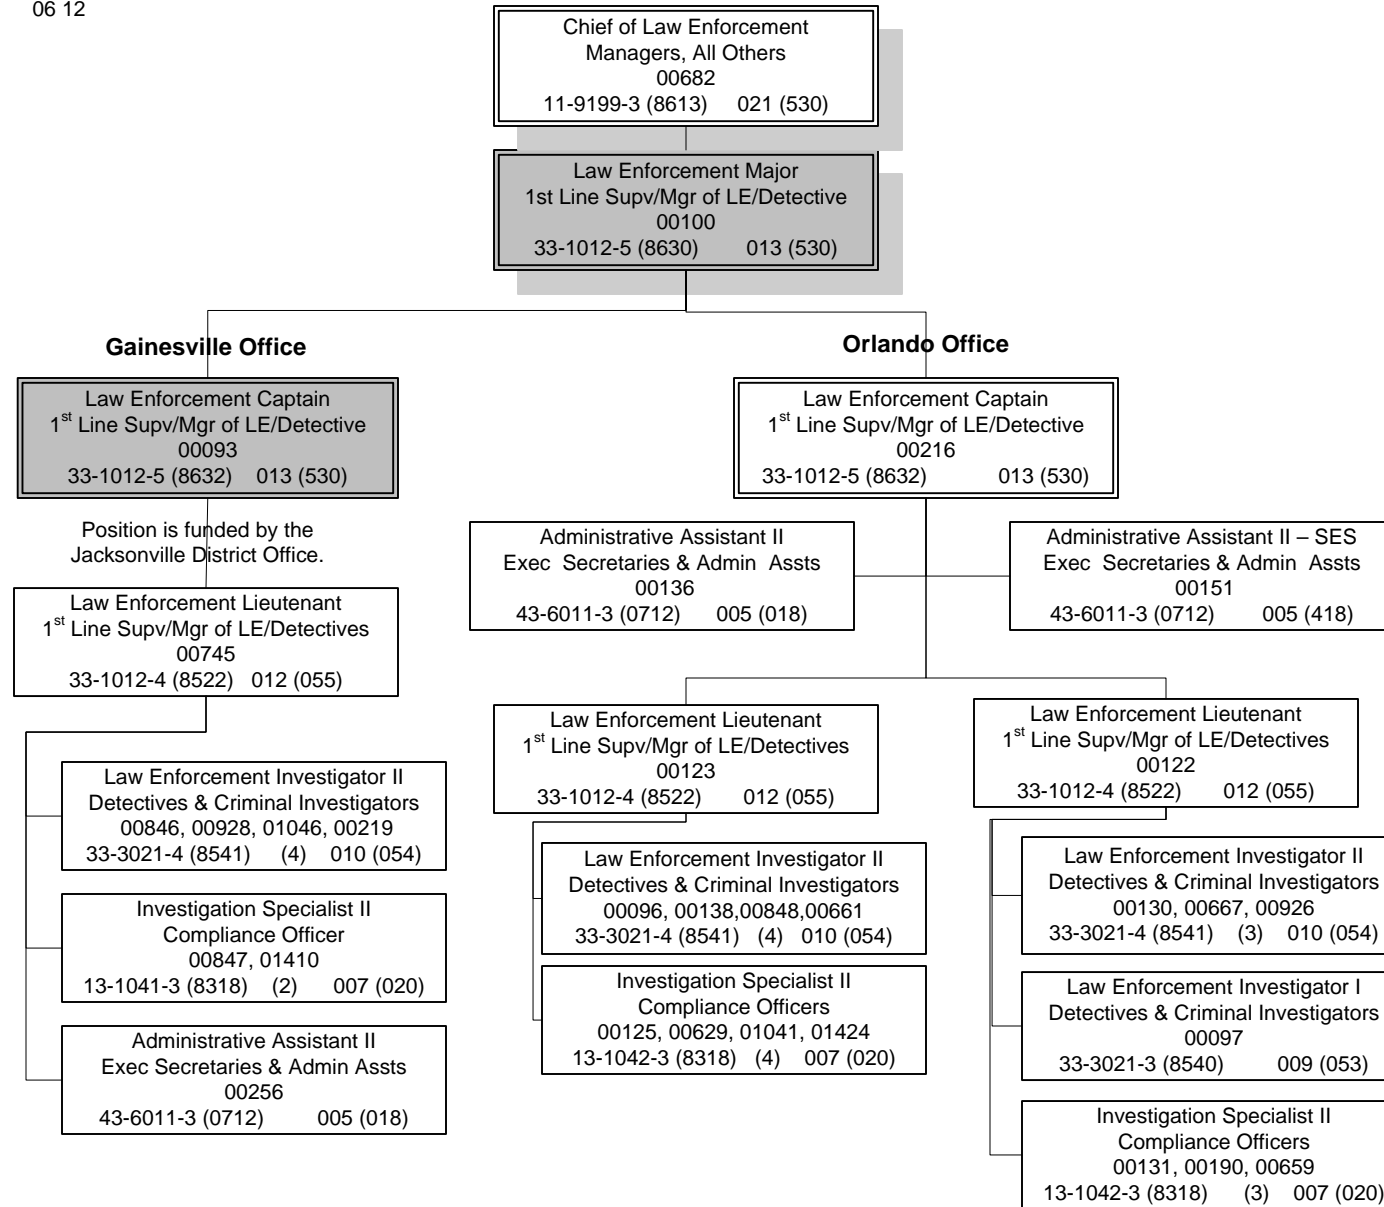 06 12
Chief of Law Enforcement
Managers, All Others
00682
11-9199-3 (8613) 021 (530)
Law Enforcement Major
1st Line Supv/Mgr of LE/Detective
00100
33-1012-5 (8630) 013 (530)
Gainesville Office
Law Enforcement Captain
1st Line Supv/Mgr of LE/Detective
00093
33-1012-5 (8632) 013 (530)
Position is funded by the
Jacksonville District Office.
Law Enforcement Lieutenant
1st Line Supv/Mgr of LE/Detectives
00745
33-1012-4 (8522) 012 (055)
Law Enforcement Investigator II
Detectives & Criminal Investigators
00846, 00928, 01046, 00219
33-3021-4 (8541) (4) 010 (054)
Investigation Specialist II
Compliance Officer
00847, 01410
13-1041-3 (8318) (2) 007 (020)
Administrative Assistant II
Exec Secretaries & Admin Assts
00256
43-6011-3 (0712) 005 (018)
Orlando Office
Law Enforcement Captain
1st Line Supv/Mgr of LE/Detective
00216
33-1012-5 (8632) 013 (530)
Administrative Assistant II
Exec Secretaries & Admin Assts
00136
43-6011-3 (0712) 005 (018)
Administrative Assistant II – SES
Exec Secretaries & Admin Assts
00151
43-6011-3 (0712) 005 (418)
Law Enforcement Lieutenant
1st Line Supv/Mgr of LE/Detectives
00123
33-1012-4 (8522) 012 (055)
Law Enforcement Investigator II
Detectives & Criminal Investigators
00096, 00138,00848,00661
33-3021-4 (8541) (4) 010 (054)
Investigation Specialist II
Compliance Officers
00125, 00629, 01041, 01424
13-1042-3 (8318) (4) 007 (020)
Law Enforcement Lieutenant
1st Line Supv/Mgr of LE/Detectives
00122
33-1012-4 (8522) 012 (055)
Law Enforcement Investigator II
Detectives & Criminal Investigators
00130, 00667, 00926
33-3021-4 (8541) (3) 010 (054)
Law Enforcement Investigator I
Detectives & Criminal Investigators
00097
33-3021-3 (8540) 009 (053)
Investigation Specialist II
Compliance Officers
00131, 00190, 00659
13-1042-3 (8318) (3) 007 (020)